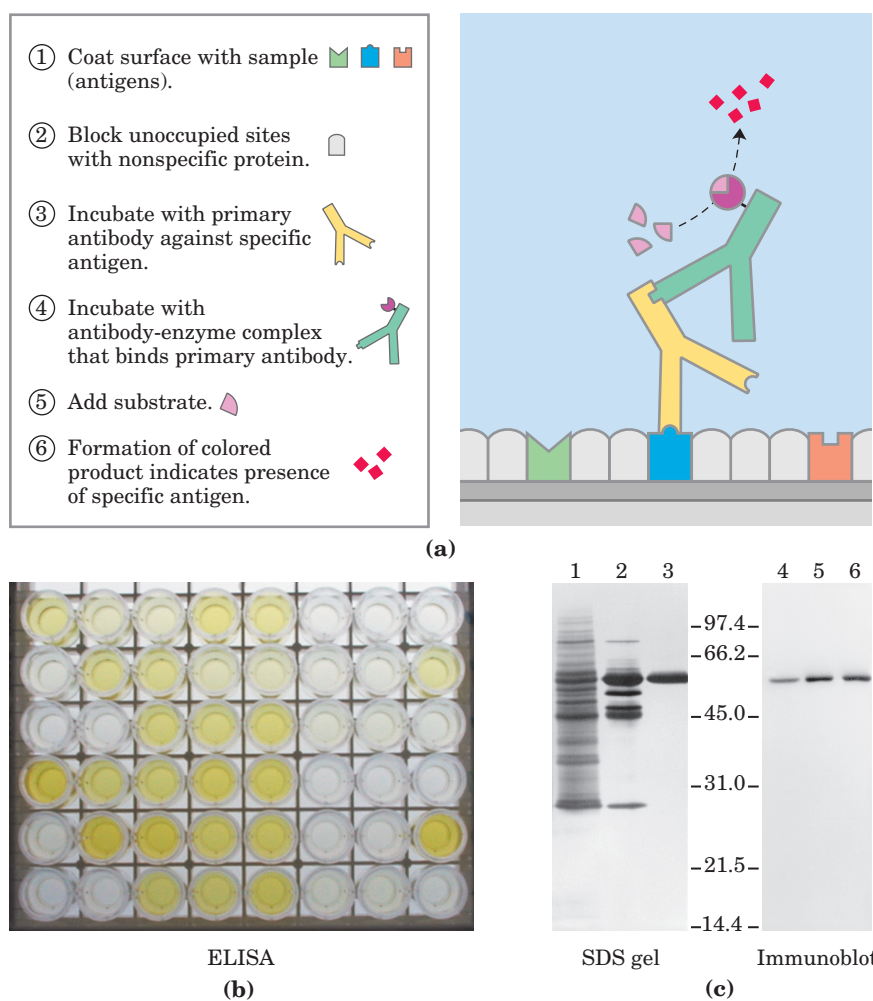 ① Coat surface with sample
(antigens).
② Block unoccupied sites
with nonspecific protein.
③ Incubate with primary
antibody against specific
antigen.
④ Incubate with
antibody-enzyme complex
that binds primary antibody.
⑤ Add substrate.
⑥ Formation of colored
product indicates presence
of specific antigen.
(a)
ELISA
(b)
1 2 3 4 5 6
–97.4–
–66.2–
–45.0–
–31.0–
–21.5–
–14.4–
SDS gel Immunoblot
(c)